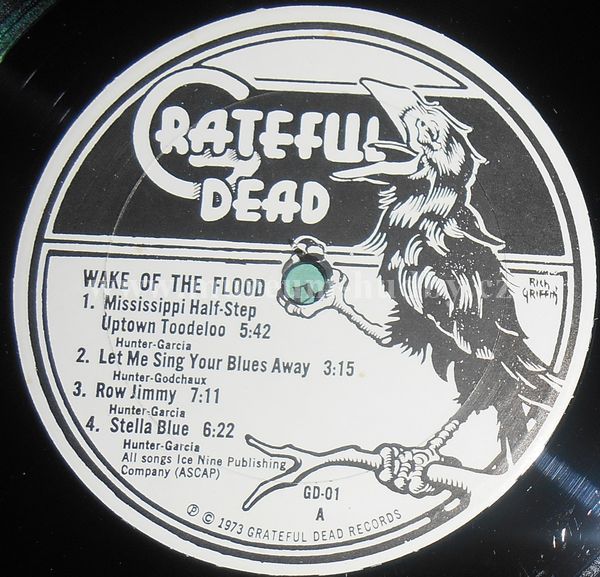 GRATEFUL
DEAD
RICK
GRIFFIN
WAKE OF THE FLOOD
1. Mississippi Half-Step
Uptown Toodeloo 5:42
Hunter-Garcia
2. Let Me Sing Your Blues Away 3:15
Hunter-Godchaux
3. Row Jimmy 7:11
Hunter-Garcia
4. Stella Blue 6:22
Hunter-Garcia
All songs Ice Nine Publishing
Company (ASCAP)
GD-01
A
℗ © 1973 GRATEFUL DEAD RECORDS